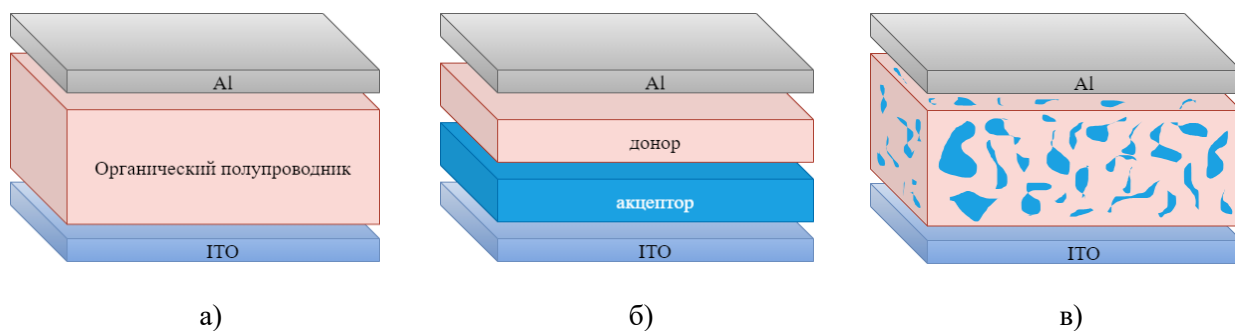 Al
Органический полупроводник
ITO
а)
Al
донор
акцептор
ITO
б)
Al
ITO
в)